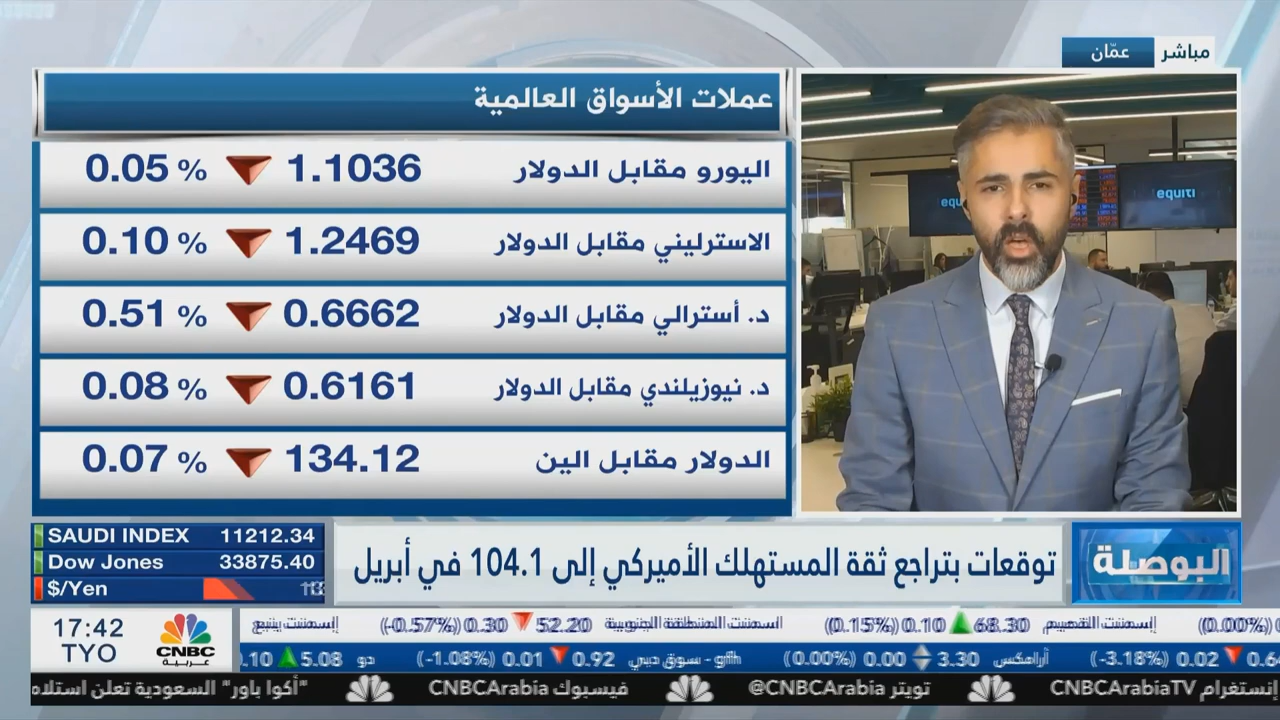 مباشر عمّان
عملات الأسواق العالمية
اليورو مقابل الدولار 1.1036 ▼ 0.05 %
الاسترليني مقابل الدولار 1.2469 ▼ 0.10 %
د. أسترالي مقابل الدولار 0.6662 ▼ 0.51 %
د. نيوزيلندي مقابل الدولار 0.6161 ▼ 0.08 %
الدولار مقابل الين 134.12 ▼ 0.07 %
equiti
البوصلة
توقعات بتراجع ثقة المستهلك الأميركي إلى 104.1 في أبريل
SAUDI INDEX 11212.34
Dow Jones 33875.40
$/Yen
17:42
TYO
CNBC
عربية
(0.00%) اسمنت القصيم 68.30 ▲ 0.10 (0.15%) اسمنت المنطقة الجنوبية 52.20 ▼ 0.30 (-0.57%) إسمنت ينبع
▼ 0.02 (-3.18%) أرامكس 3.30 0.00 (0.00%) gfh - سوق دبي 0.92 ▼ 0.01 (-1.08%) دو 5.08 ▲
إنستغرام CNBCArabiaTV تويتر @CNBCArabia فيسبوك CNBCArabia "أكوا باور" السعودية تعلن